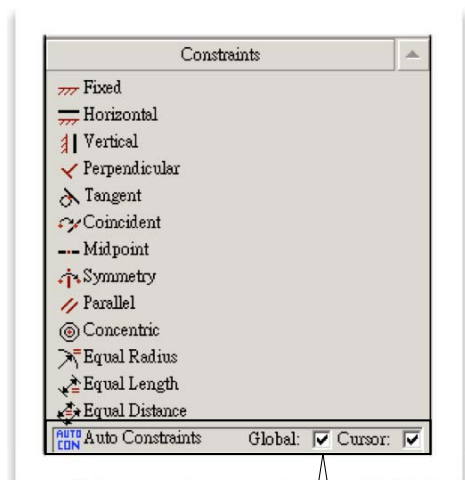 Constraints
Fixed
Horizontal
Vertical
Perpendicular
Tangent
Coincident
Midpoint
Symmetry
Parallel
Concentric
Equal Radius
Equal Length
Equal Distance
AUTO CON Auto Constraints Global: Cursor: